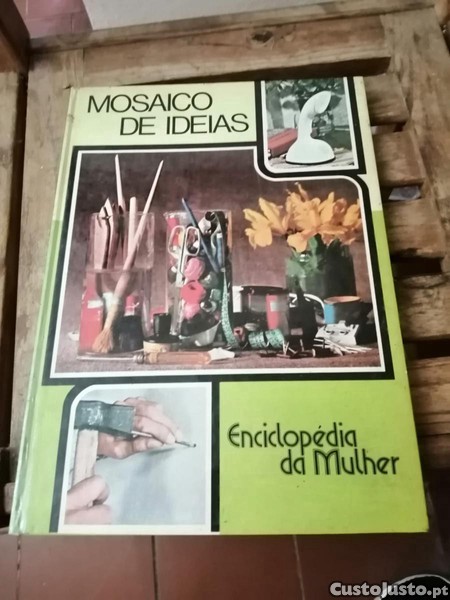 MOSAICO
DE IDEIAS
Enciclopédia
da Mulher
CustoJusto.pt